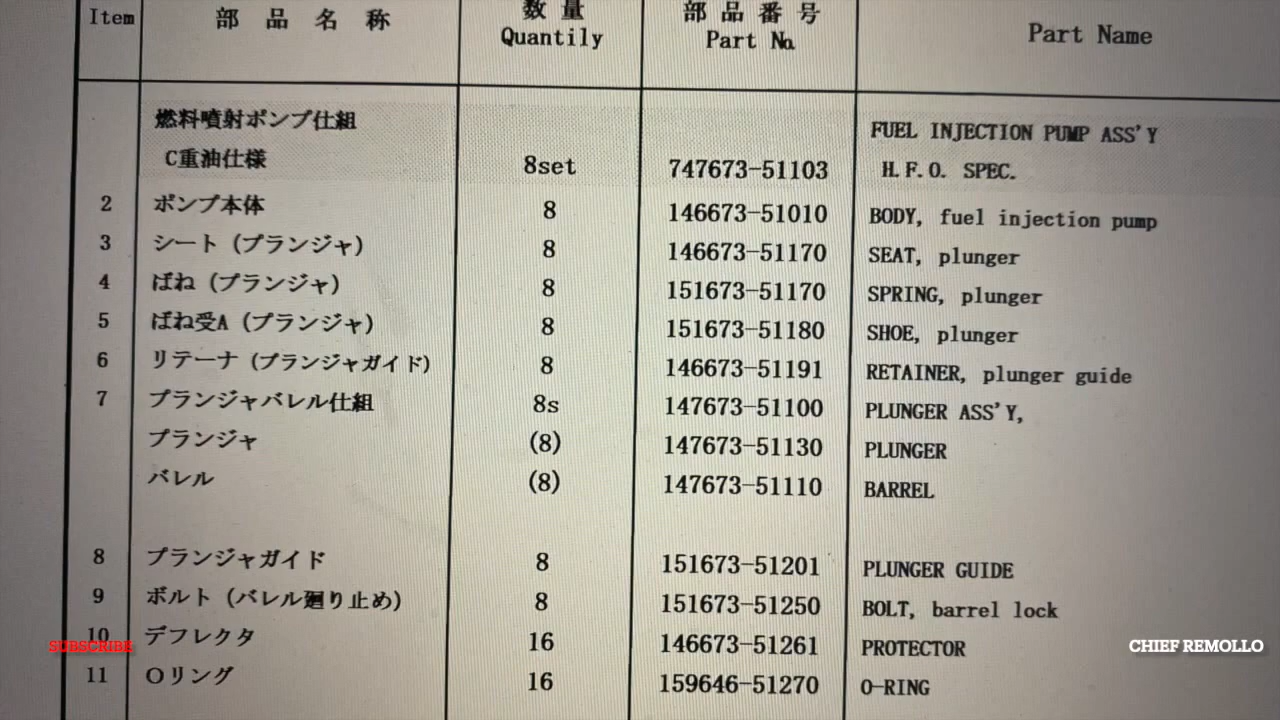 Item 部品名称 数量 部品番号 Part Name
Quantily Part No.
燃料噴射ポンプ仕組 FUEL INJECTION PUMP ASS'Y
C重油仕様 8set 747673-51103 H.F.O. SPEC.
2 ポンプ本体 8 146673-51010 BODY, fuel injection pump
3 シート (プランジャ) 8 146673-51170 SEAT, plunger
4 ばね (プランジャ) 8 151673-51170 SPRING, plunger
5 ばね受A (プランジャ) 8 151673-51180 SHOE, plunger
6 リテーナ (プランジャガイド) 8 146673-51191 RETAINER, plunger guide
7 プランジャバレル仕組 8s 147673-51100 PLUNGER ASS'Y,
プランジャ (8) 147673-51130 PLUNGER
バレル (8) 147673-51110 BARREL
8 プランジャガイド 8 151673-51201 PLUNGER GUIDE
9 ボルト (バレル廻り止め) 8 151673-51250 BOLT, barrel lock
10 デフレクタ 16 146673-51261 PROTECTOR
11 Oリング 16 159646-51270 O-RING
SUBSCRIBE
CHIEF REMOLLO